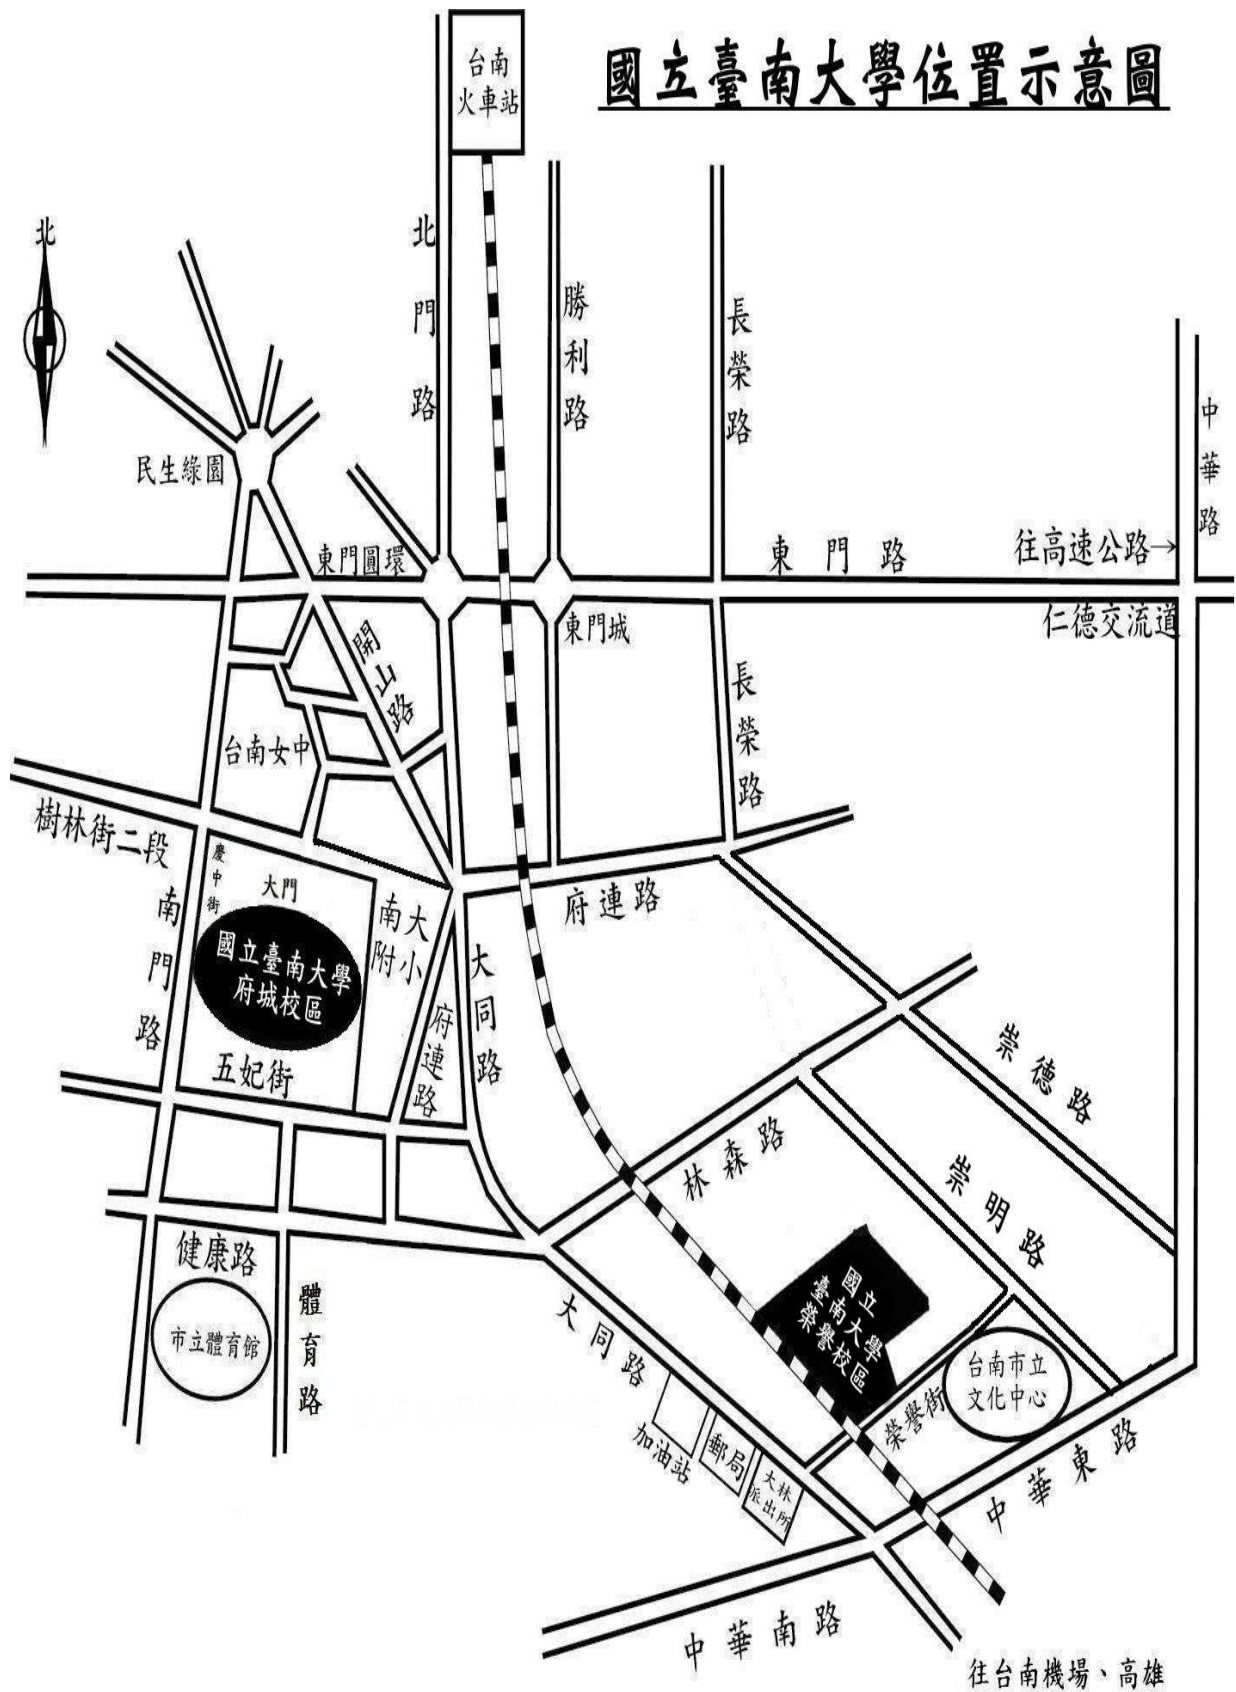 國立臺南大學位置示意圖
台南
火車站
北
北門路
勝利路
長榮路
中華路
民生綠園
東門圓環
東門路
往高速公路→
仁德交流道
東門城
開山路
長榮路
台南女中
樹林街二段
慶中街
大門
南大
附小
府連路
南門路
國立臺南大學
府城校區
大同路
府連路
五妃街
崇德路
林森路
崇明路
健康路
市立體育館
體育路
大同路
國立
臺南大學
榮譽校區
台南市立
文化中心
榮譽街
加油站
郵局
大林
派出所
中華東路
中華南路
往台南機場、高雄